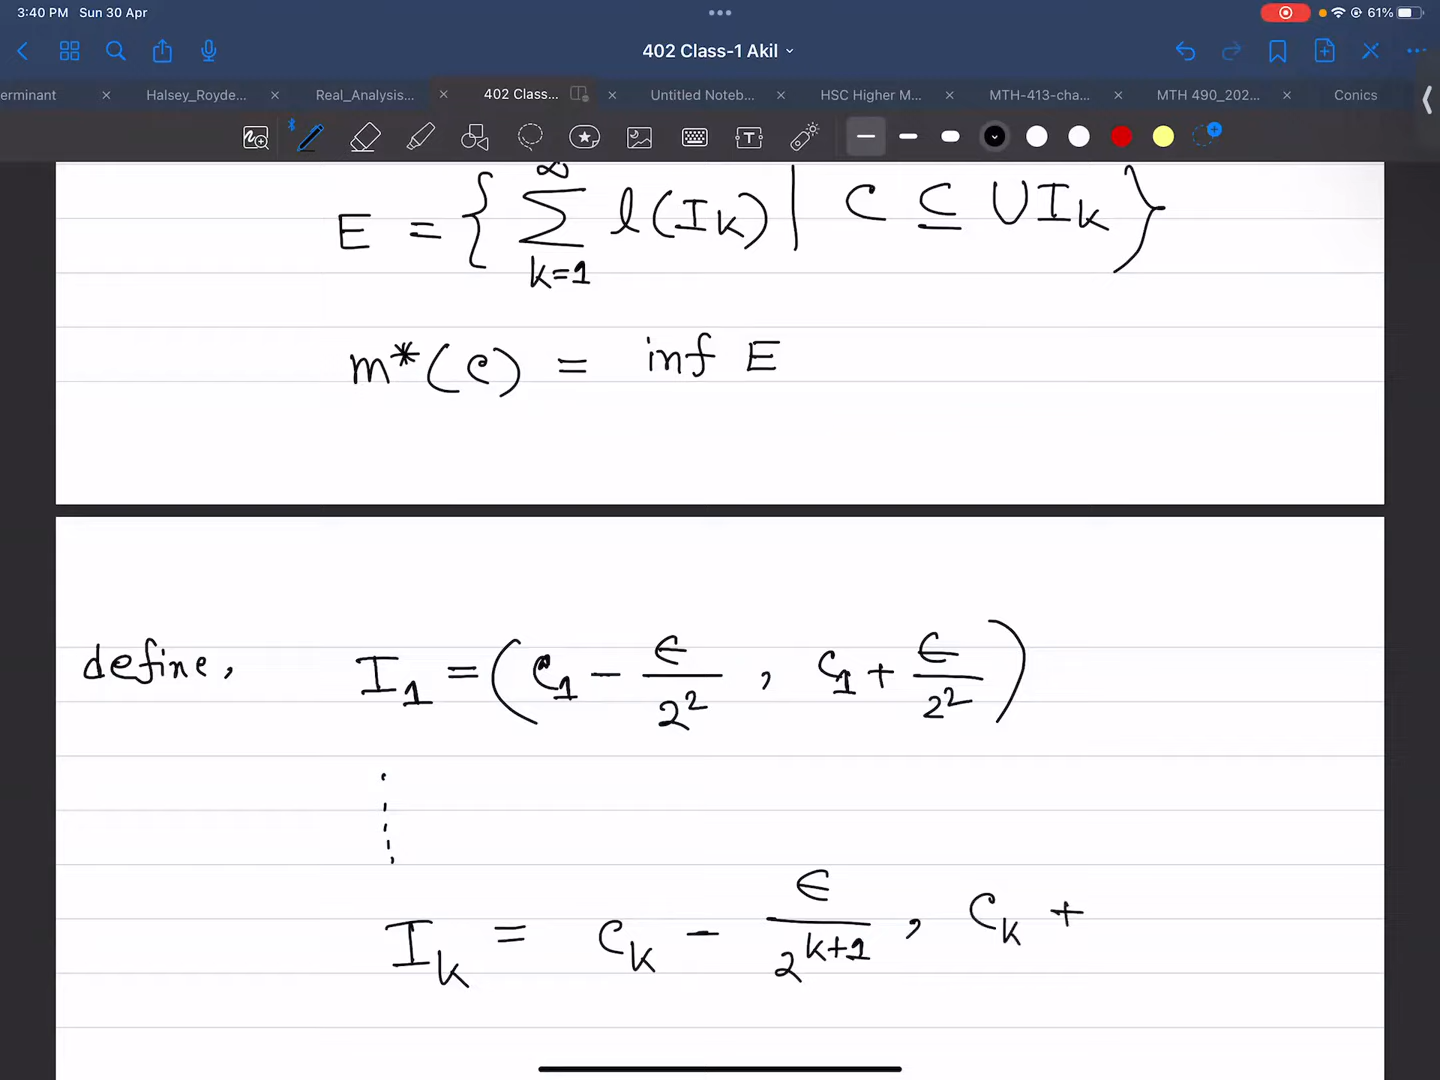 3:40 PM Sun 30 Apr 61%
402 Class-1 Akil
erminant Halsey_Royde... Real_Analysis... 402 Class... Untitled Noteb... HSC Higher M... MTH-413-cha... MTH 490_202... Conics
E = { ∑_{k=1}^{∞} l(I_k) | C ⊆ ∪I_k }
m*(C) = inf E
define, I_1 = (C_1 - ϵ/2^2, C_1 + ϵ/2^2)
I_k = C_k - ϵ/2^{k+1}, C_k +